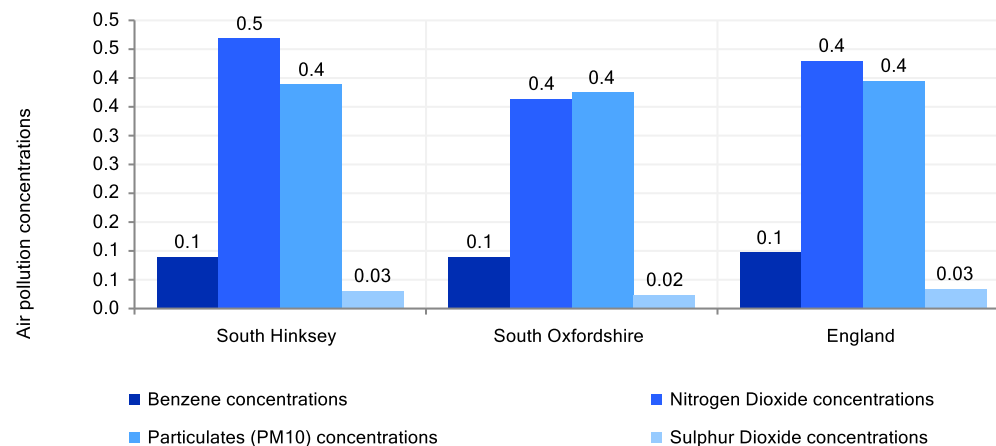 Air pollution concentrations
0.5
0.5
0.4
0.4
0.3
0.3
0.2
0.2
0.1
0.1
0.0
0.1
0.5
0.4
0.03
0.1
0.4
0.4
0.02
0.1
0.4
0.4
0.03
South Hinksey
South Oxfordshire
England
Benzene concentrations
Nitrogen Dioxide concentrations
Particulates (PM10) concentrations
Sulphur Dioxide concentrations